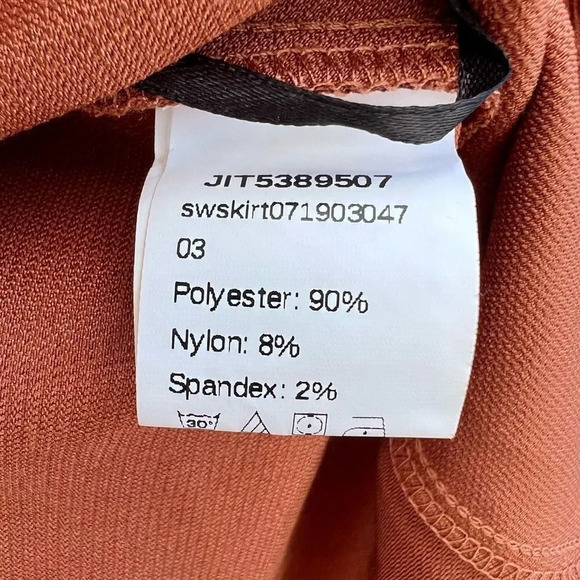 JIT5389507
swskirt071903047
03
Polyester: 90%
Nylon: 8%
Spandex: 2%
30°